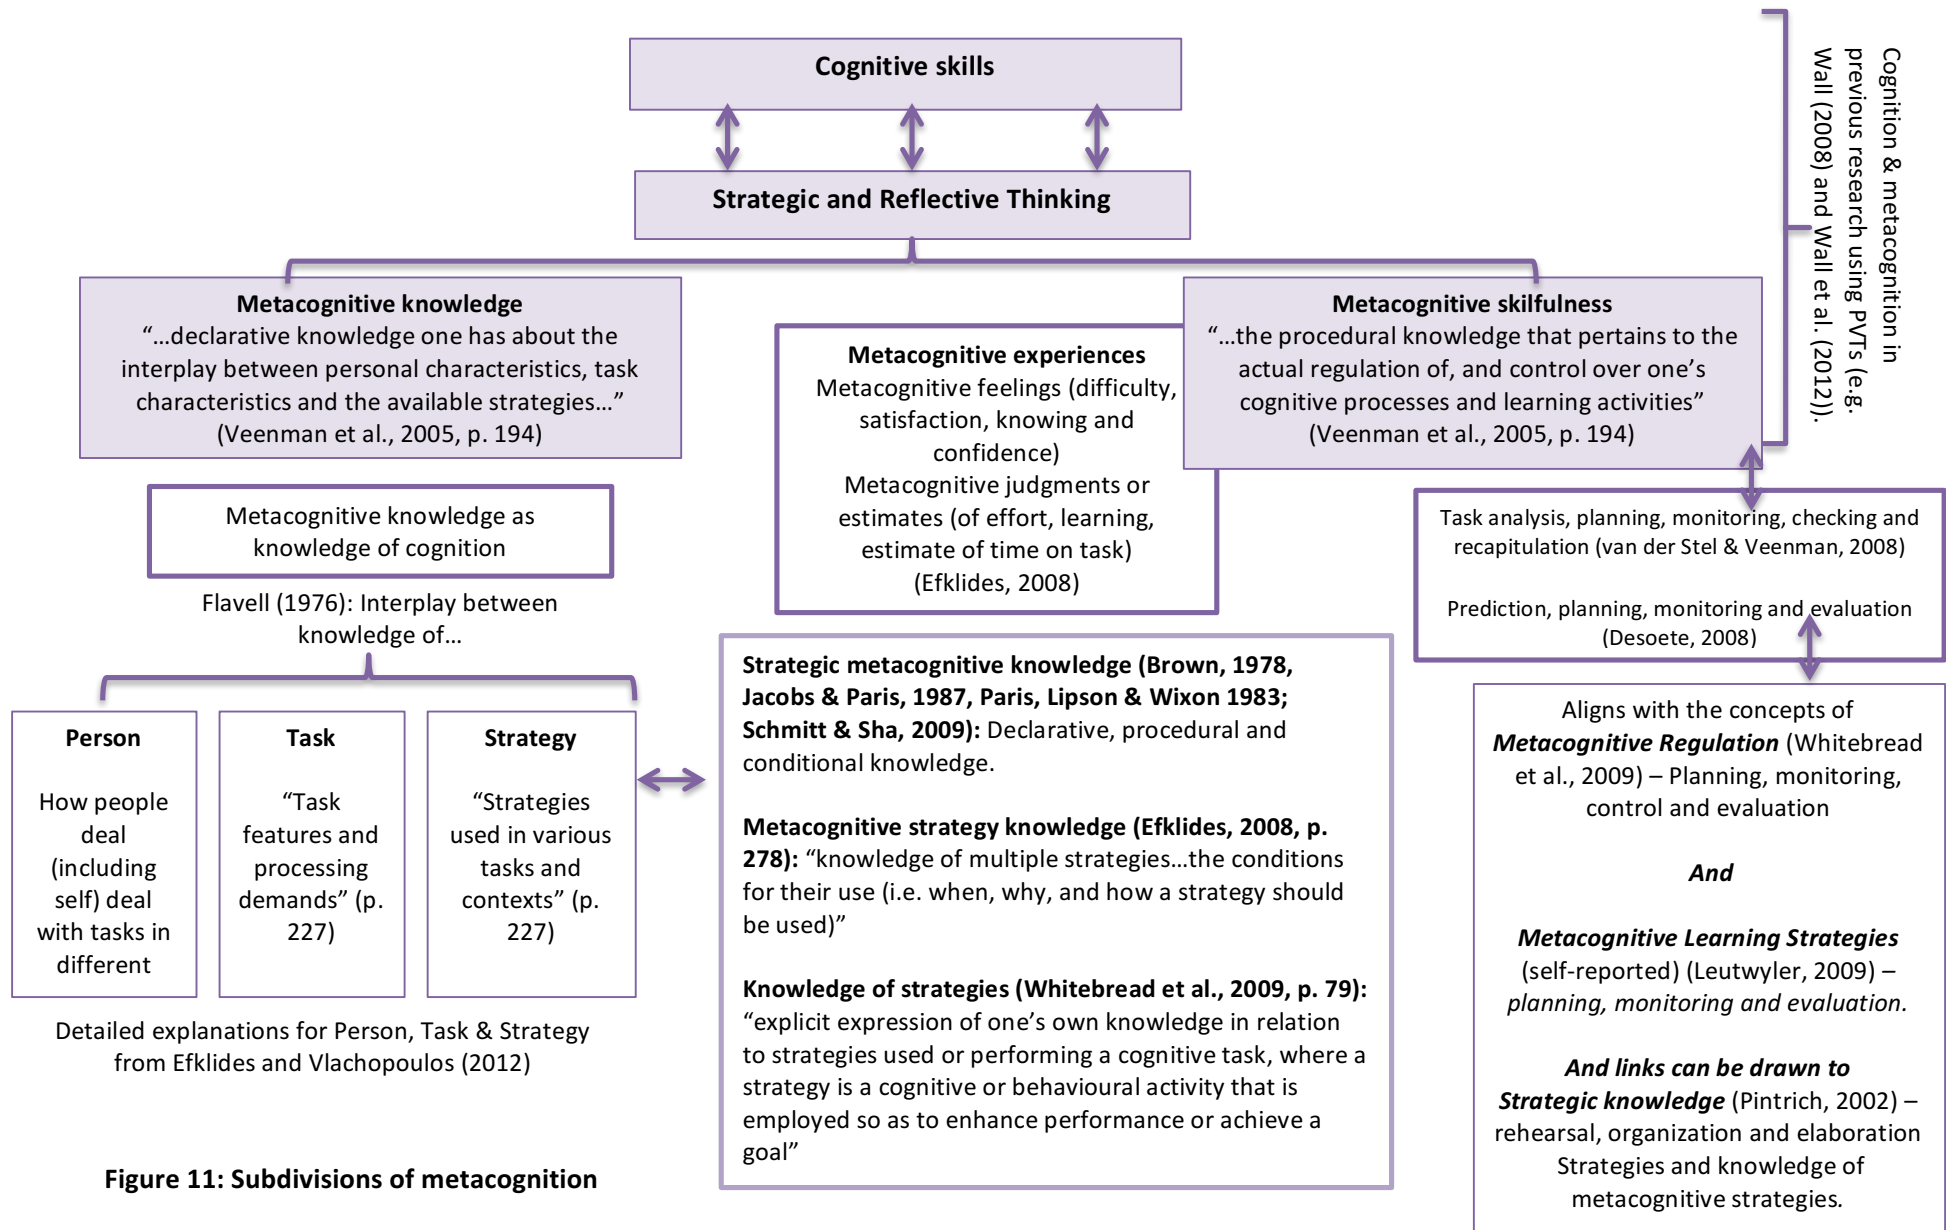 Cognitive skills
Strategic and Reflective Thinking
Cognition & metacognition in
previous research using PVTs (e.g.
Wall (2008) and Wall et al. (2012)).
Metacognitive knowledge
“…declarative knowledge one has about the
interplay between personal characteristics, task
characteristics and the available strategies…”
(Veenman et al., 2005, p. 194)
Metacognitive experiences
Metacognitive feelings (difficulty,
satisfaction, knowing and
confidence)
Metacognitive judgments or
estimates (of effort, learning,
estimate of time on task)
(Efklides, 2008)
Metacognitive skilfulness
“…the procedural knowledge that pertains to the
actual regulation of, and control over one’s
cognitive processes and learning activities”
(Veenman et al., 2005, p. 194)
Metacognitive knowledge as
knowledge of cognition
Flavell (1976): Interplay between
knowledge of…
Person
How people
deal
(including
self) deal
with tasks in
different
Task
“Task
features and
processing
demands” (p.
227)
Strategy
“Strategies
used in various
tasks and
contexts” (p.
227)
Detailed explanations for Person, Task & Strategy
from Efklides and Vlachopoulos (2012)
Strategic metacognitive knowledge (Brown, 1978,
Jacobs & Paris, 1987, Paris, Lipson & Wixon 1983;
Schmitt & Sha, 2009): Declarative, procedural and
conditional knowledge.
Metacognitive strategy knowledge (Efklides, 2008, p.
278): “knowledge of multiple strategies…the conditions
for their use (i.e. when, why, and how a strategy should
be used)”
Knowledge of strategies (Whitebread et al., 2009, p. 79):
“explicit expression of one’s own knowledge in relation
to strategies used or performing a cognitive task, where a
strategy is a cognitive or behavioural activity that is
employed so as to enhance performance or achieve a
goal”
Task analysis, planning, monitoring, checking and
recapitulation (van der Stel & Veenman, 2008)
Prediction, planning, monitoring and evaluation
(Desoete, 2008)
Aligns with the concepts of
Metacognitive Regulation (Whitebread
et al., 2009) – Planning, monitoring,
control and evaluation
And
Metacognitive Learning Strategies
(self-reported) (Leutwyler, 2009) –
planning, monitoring and evaluation.
And links can be drawn to
Strategic knowledge (Pintrich, 2002) –
rehearsal, organization and elaboration
Strategies and knowledge of
metacognitive strategies.
Figure 11: Subdivisions of metacognition